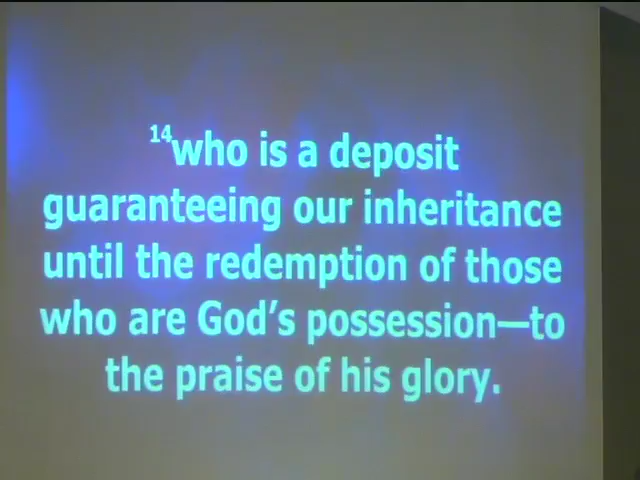 14who is a deposit
guaranteeing our inheritance
until the redemption of those
who are God's possession—to
the praise of his glory.